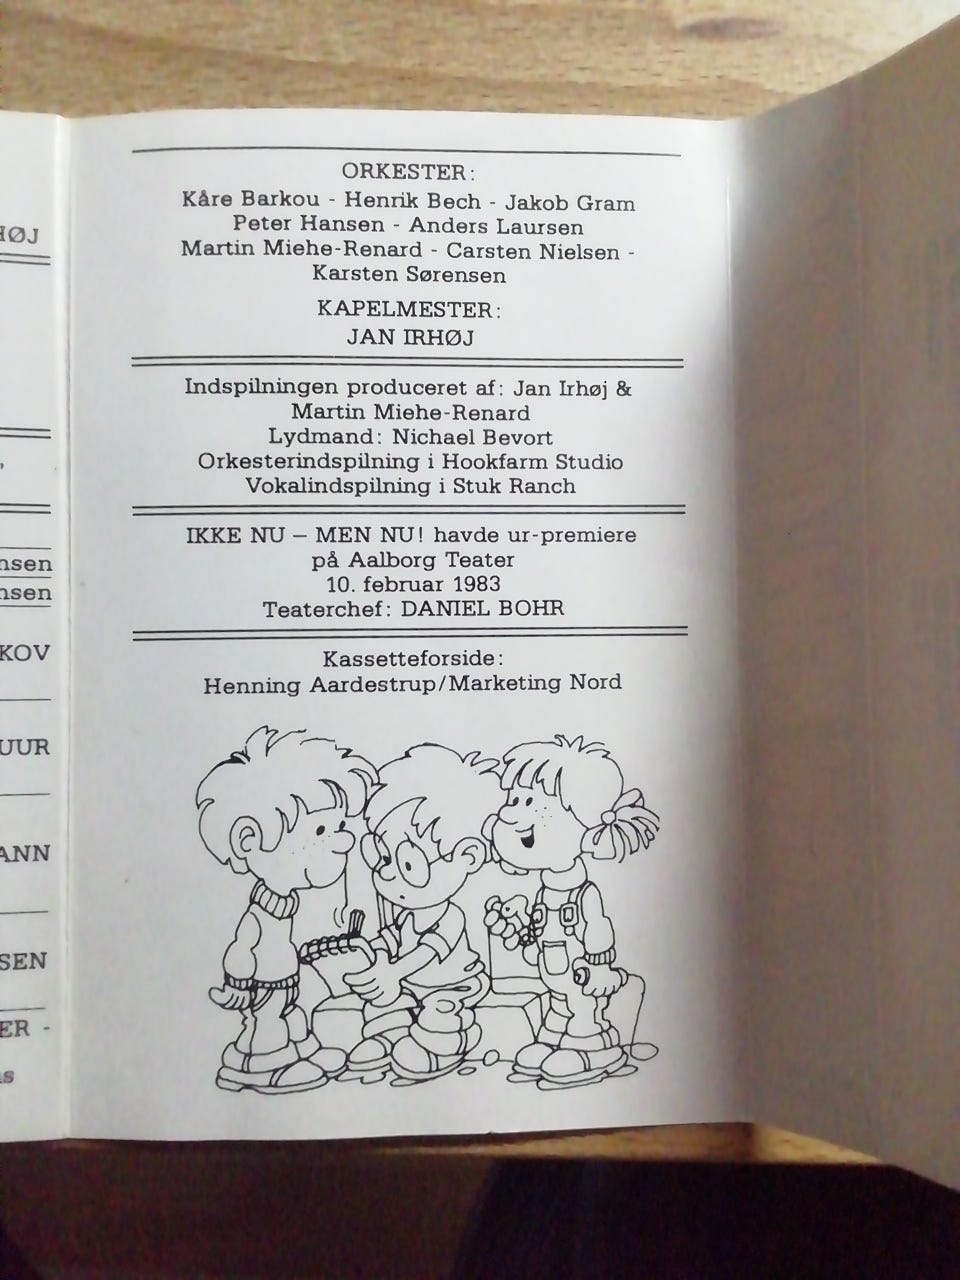 HØJ
nsen
nsen
KOV
UUR
ANN
SEN
ER -
s
ORKESTER:
Kåre Barkou - Henrik Bech - Jakob Gram
Peter Hansen - Anders Laursen
Martin Miehe-Renard - Carsten Nielsen -
Karsten Sørensen
KAPELMESTER:
JAN IRHØJ
Indspilningen produceret af: Jan Irhøj &
Martin Miehe-Renard
Lydmand: Nichael Bevort
Orkesterindspilning i Hookfarm Studio
Vokalindspilning i Stuk Ranch
IKKE NU – MEN NU! havde ur-premiere
på Aalborg Teater
10. februar 1983
Teaterchef: DANIEL BOHR
Kassetteforside:
Henning Aardestrup/Marketing Nord